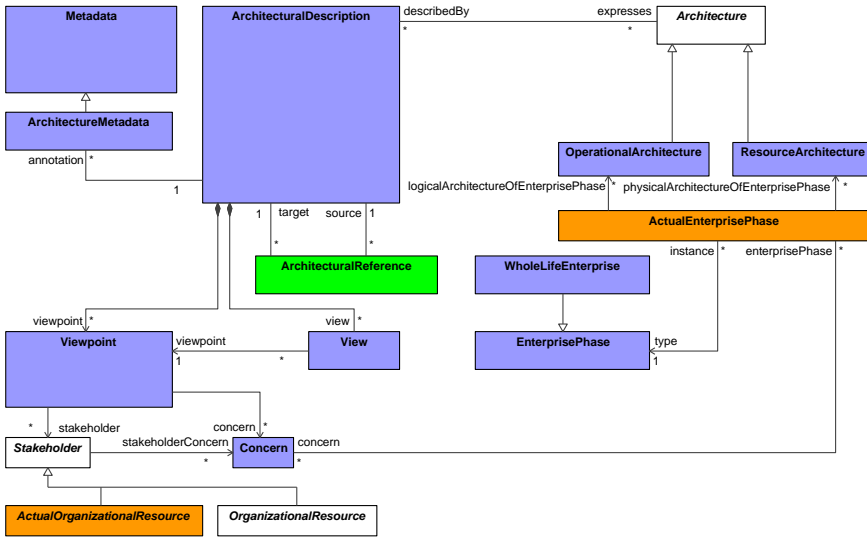 Metadata
ArchitecturalDescription
describedBy
expresses
Architecture
*
*
ArchitectureMetadata
annotation
*
1
OperationalArchitecture
ResourceArchitecture
logicalArchitectureOfEnterprisePhase
*
physicalArchitectureOfEnterprisePhase
*
1
target
source
1
ActualEnterprisePhase
*
*
instance
*
enterprisePhase
*
ArchitecturalReference
WholeLifeEnterprise
viewpoint
*
view
*
Viewpoint
viewpoint
1
*
View
EnterprisePhase
type
1
*
stakeholder
concern
*
Stakeholder
stakeholderConcern
*
Concern
concern
*
ActualOrganizationalResource
OrganizationalResource